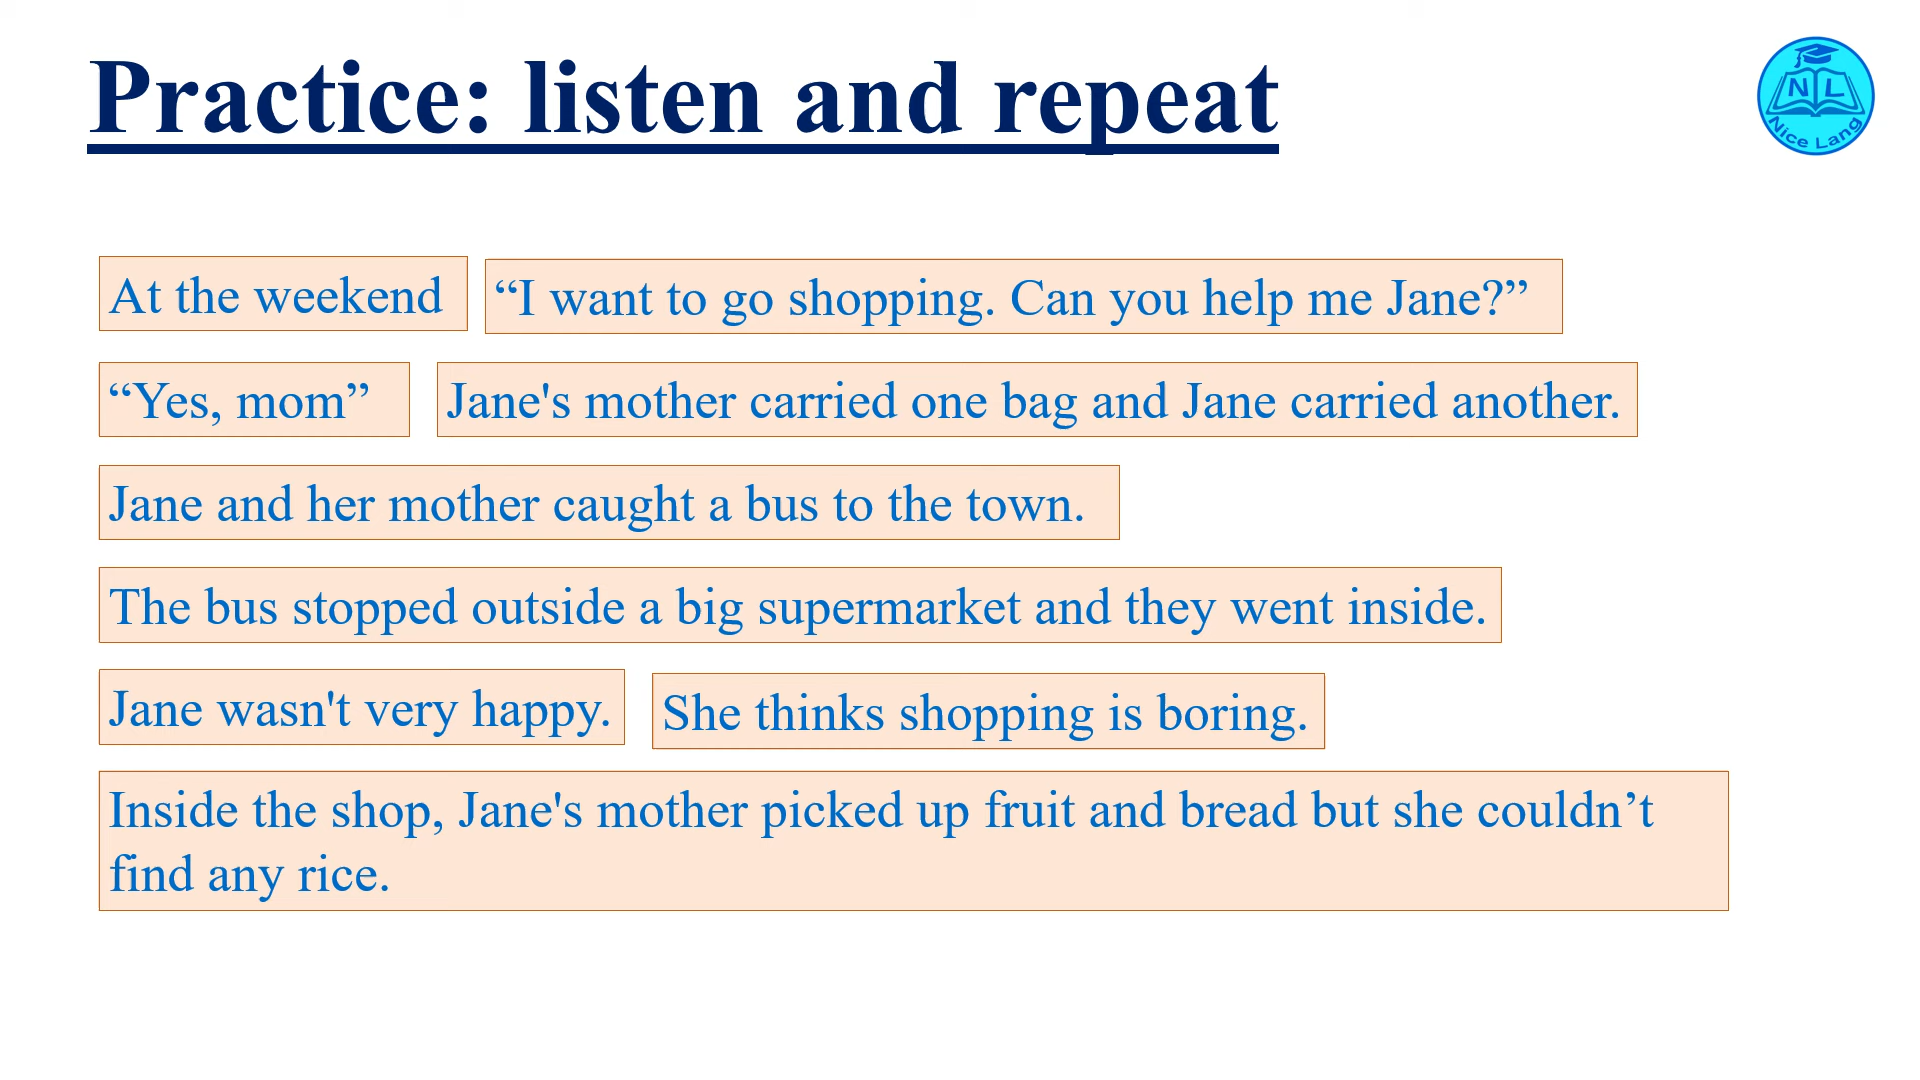 Practice: listen and repeat
NL
Nice Lang
At the weekend
“I want to go shopping. Can you help me Jane?”
“Yes, mom”
Jane's mother carried one bag and Jane carried another.
Jane and her mother caught a bus to the town.
The bus stopped outside a big supermarket and they went inside.
Jane wasn't very happy.
She thinks shopping is boring.
Inside the shop, Jane's mother picked up fruit and bread but she couldn’t
find any rice.